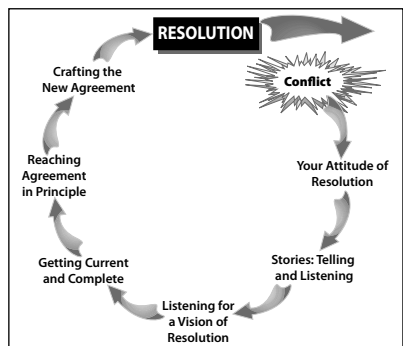 RESOLUTION
Conflict
Your Attitude of
Resolution
Stories: Telling
and Listening
Listening for
a Vision of
Resolution
Getting Current
and Complete
Reaching
Agreement
in Principle
Crafting the
New Agreement